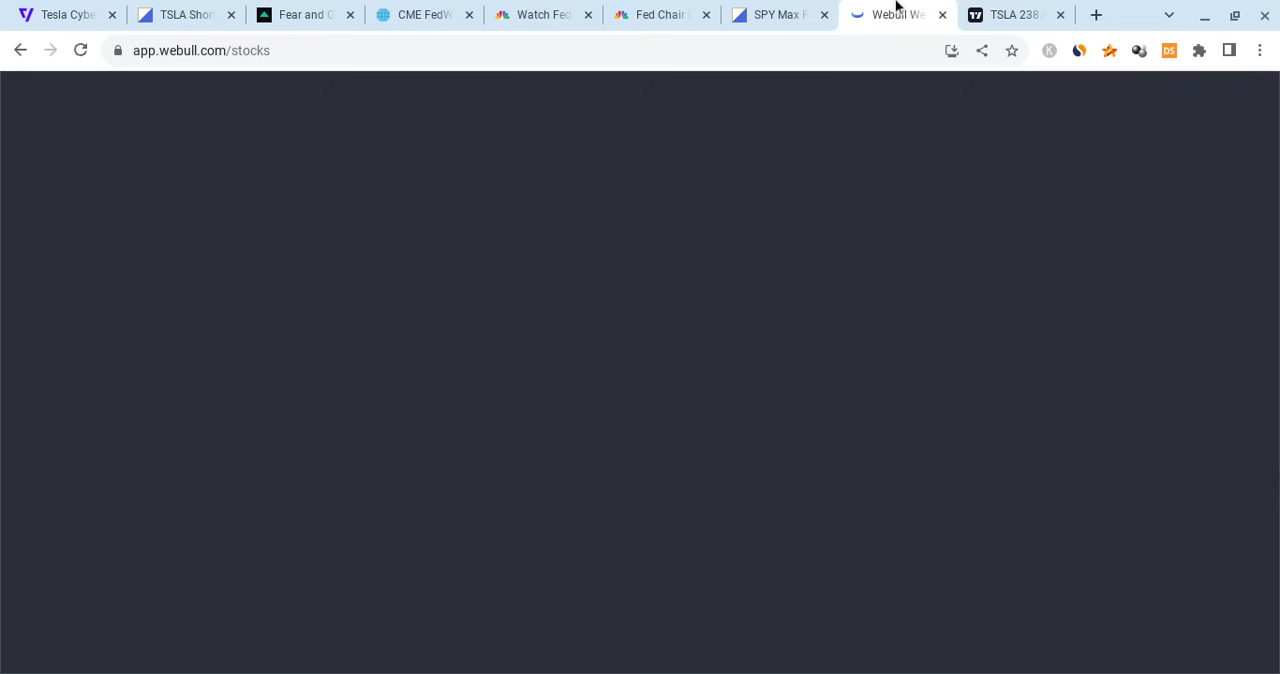 Tesla Cybe
TSLA Shor
Fear and G
CME FedW
Watch Fed
Fed Chair
SPY Max P
Webull We
TSLA 238.
app.webull.com/stocks
K
DS